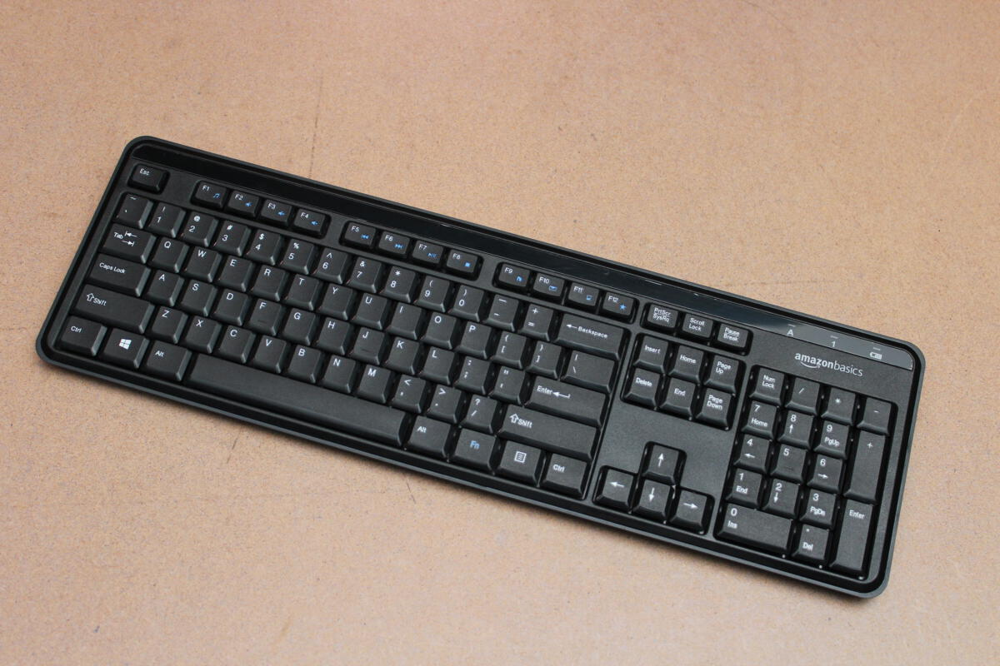 Esc F1 F2 F3 F4 F5 F6 F7 F8 F9 F10 F11 F12 PrtScr SysRq Scroll Lock Pause Break A 1
amazonbasics
~ ` ! 1 @ 2 # 3 $ 4 % 5 ^ 6 & 7 * 8 ( 9 ) 0 _ - + = ←Backspace Insert Home Page Up Num Lock / * -
Tab Q W E R T Y U I O P { [ } ] | \ Delete End Page Down 7 Home 8 ↑ 9 PgUp +
Caps Lock A S D F G H J K L : ; " ' Enter 4 ← 5 6 →
⇧Shift Z X C V B N M < , > . ? / ⇧Shift ↑ 1 End 2 ↓ 3 PgDn Enter
Ctrl Alt Alt Fn Ctrl ← ↓ → 0 Ins . Del